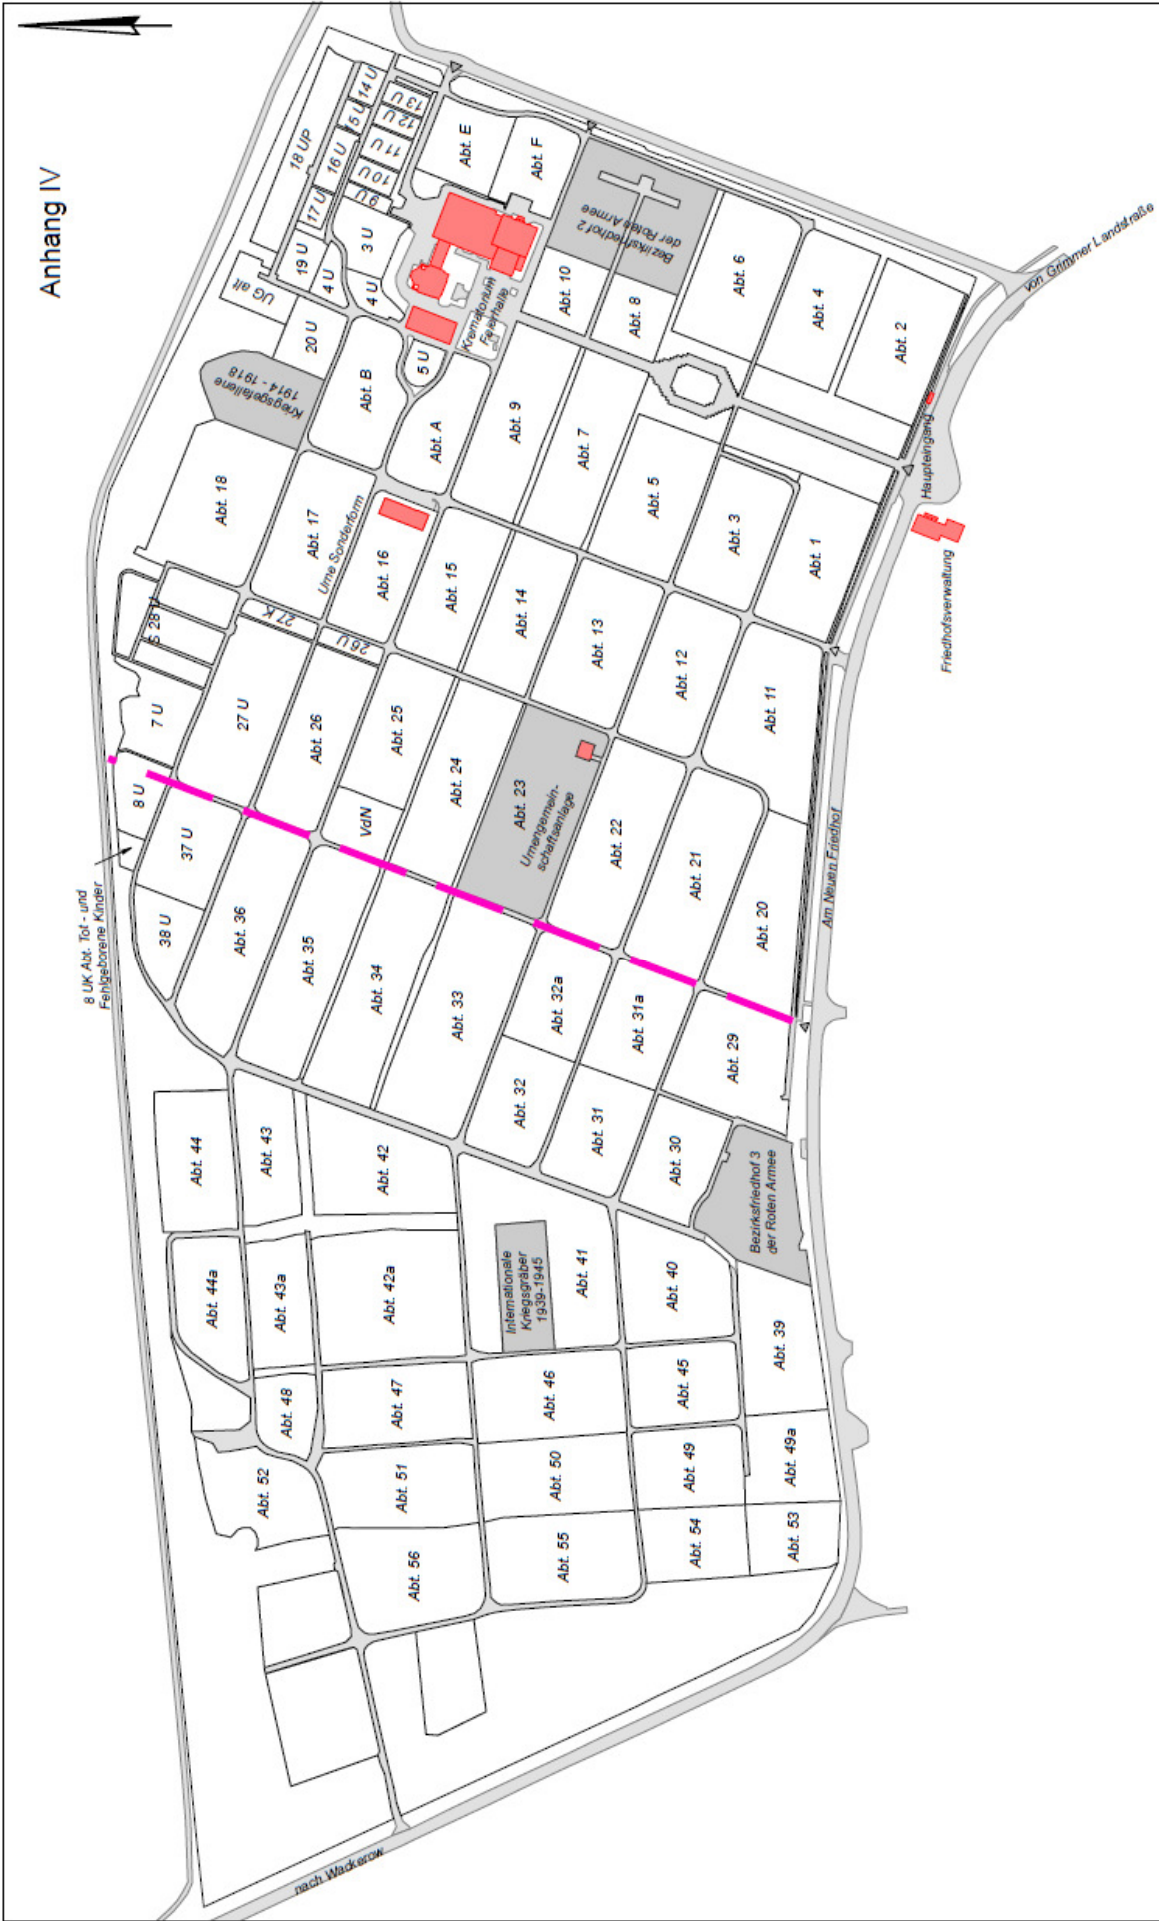 Anhang IV
18 UP
14 U
15 U
13 U
12 U
16 U
11 U
10 U
9 U
17 U
3 U
19 U
4 U
4 U
UG alt
20 U
5 U
Abt. E
Abt. F
Krematorium
Feierhalle
Bezirksfriedhof 2
der Roten Armee
Kriegsgefallene
1914 - 1918
Abt. B
Abt. A
Abt. 10
Abt. 8
Abt. 6
Abt. 4
Abt. 2
von Grimmer Landstraße
Abt. 9
Abt. 7
Abt. 5
Abt. 3
Abt. 1
Haupteingang
Friedhofsverwaltung
Abt. 18
Abt. 17
Urne Sonderform
Abt. 16
Abt. 15
Abt. 14
Abt. 13
Abt. 12
Abt. 11
S 28 U
27 K
26 U
7 U
27 U
Abt. 26
Abt. 25
VdN
Abt. 24
Abt. 23
Urnengemein-
schaftsanlage
Abt. 22
Abt. 21
Abt. 20
Am Neuen Friedhof
8 U
8 UK Abt. Tot - und
Fehlgeborene Kinder
37 U
38 U
Abt. 36
Abt. 35
Abt. 34
Abt. 33
Abt. 32a
Abt. 31a
Abt. 29
Abt. 32
Abt. 31
Abt. 30
Bezirksfriedhof 3
der Roten Armee
Abt. 44
Abt. 43
Abt. 42
Abt. 44a
Abt. 43a
Abt. 42a
Internationale
Kriegsgräber
1939-1945
Abt. 41
Abt. 40
Abt. 39
Abt. 48
Abt. 47
Abt. 46
Abt. 45
Abt. 52
Abt. 51
Abt. 50
Abt. 49
Abt. 49a
Abt. 56
Abt. 55
Abt. 54
Abt. 53
nach Wackerow